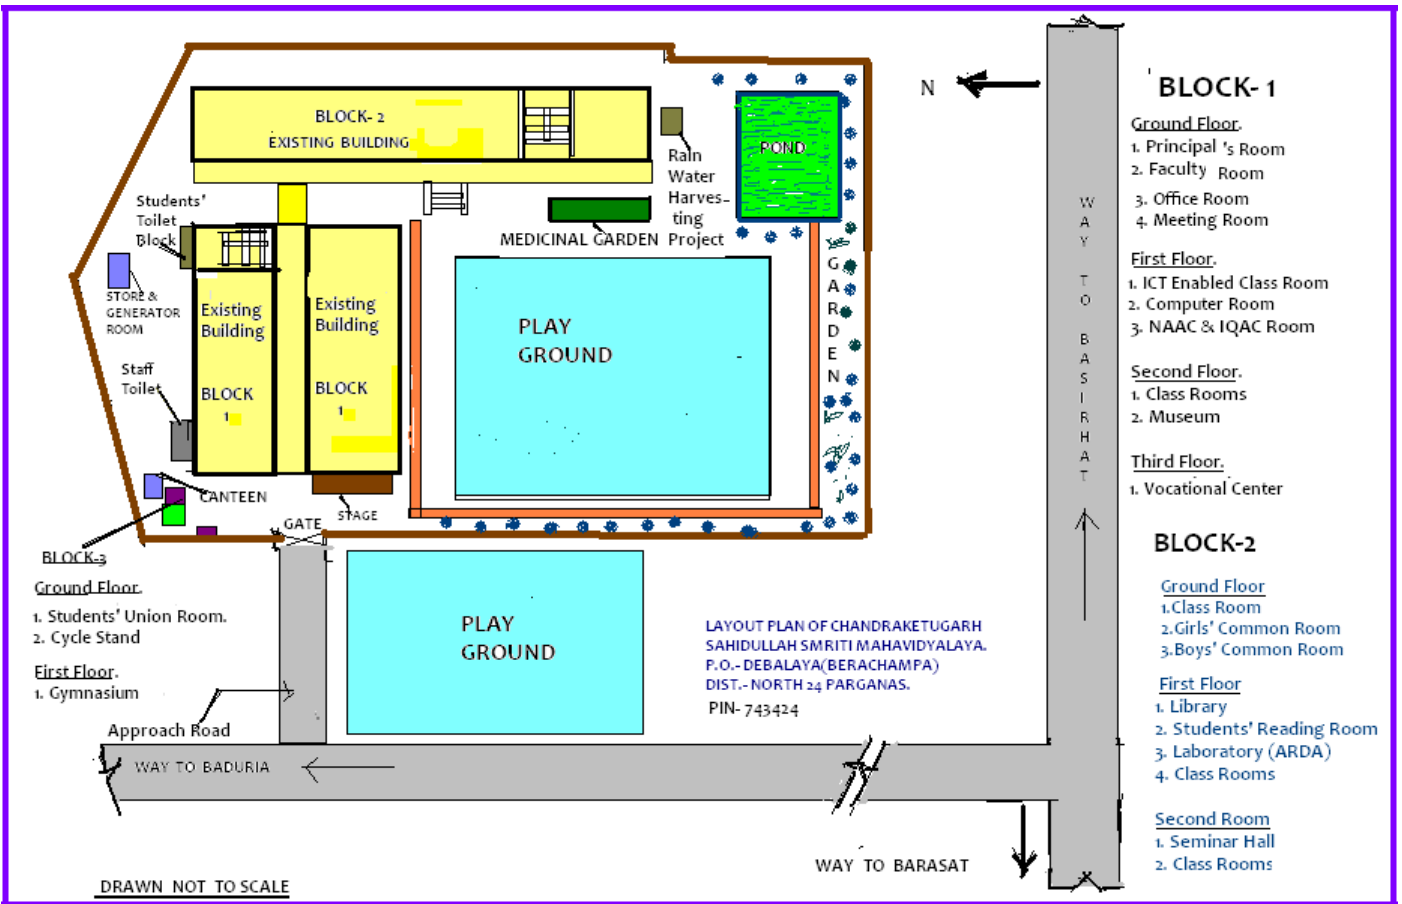 BLOCK- 2
EXISTING BUILDING
POND
N
Rain
Water
Harves-
ting
Project
Students'
Toilet
Block
STORE &
GENERATOR
ROOM
MEDICINAL GARDEN
Existing
Building
BLOCK
1
Existing
Building
BLOCK
1
PLAY
GROUND
GARDEN
Staff
Toilet
CANTEEN
STAGE
GATE
BLOCK-3
Ground Floor.
1. Students' Union Room.
2. Cycle Stand
First Floor.
1. Gymnasium
Approach Road
PLAY
GROUND
LAYOUT PLAN OF CHANDRAKETUGARH
SAHIDULLAH SMRITI MAHAVIDYALAYA.
P.O.- DEBALAYA(BERACHAMPA)
DIST.- NORTH 24 PARGANAS.
PIN- 743424
WAY TO BADURIA
WAY TO BARASAT
WAY TO BASIRHAT
DRAWN NOT TO SCALE
BLOCK- 1
Ground Floor.
1. Principal 's Room
2. Faculty Room
3. Office Room
4. Meeting Room
First Floor.
1. ICT Enabled Class Room
2. Computer Room
3. NAAC & IQAC Room
Second Floor.
1. Class Rooms
2. Museum
Third Floor.
1. Vocational Center
BLOCK-2
Ground Floor
1.Class Room
2.Girls' Common Room
3.Boys' Common Room
First Floor
1. Library
2. Students' Reading Room
3. Laboratory (ARDA)
4. Class Rooms
Second Room
1. Seminar Hall
2. Class Rooms